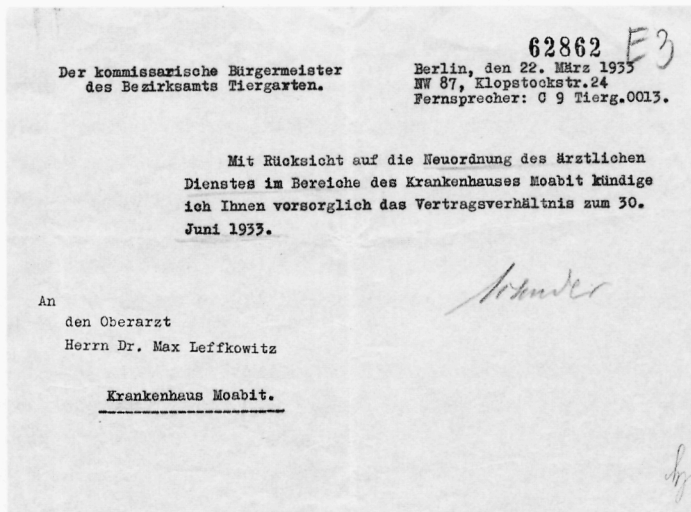 62862 E3
Der kommissarische Bürgermeister
des Bezirksamts Tiergarten.
Berlin, den 22. März 1933
NW 87, Klopstockstr.24
Fernsprecher: C 9 Tierg.0013.
Mit Rücksicht auf die Neuordnung des ärztlichen
Dienstes im Bereiche des Krankenhauses Moabit kündige
ich Ihnen vorsorglich das Vertragsverhältnis zum 30.
Juni 1933.
An
den Oberarzt
Herrn Dr. Max Leffkowitz
Krankenhaus Moabit.